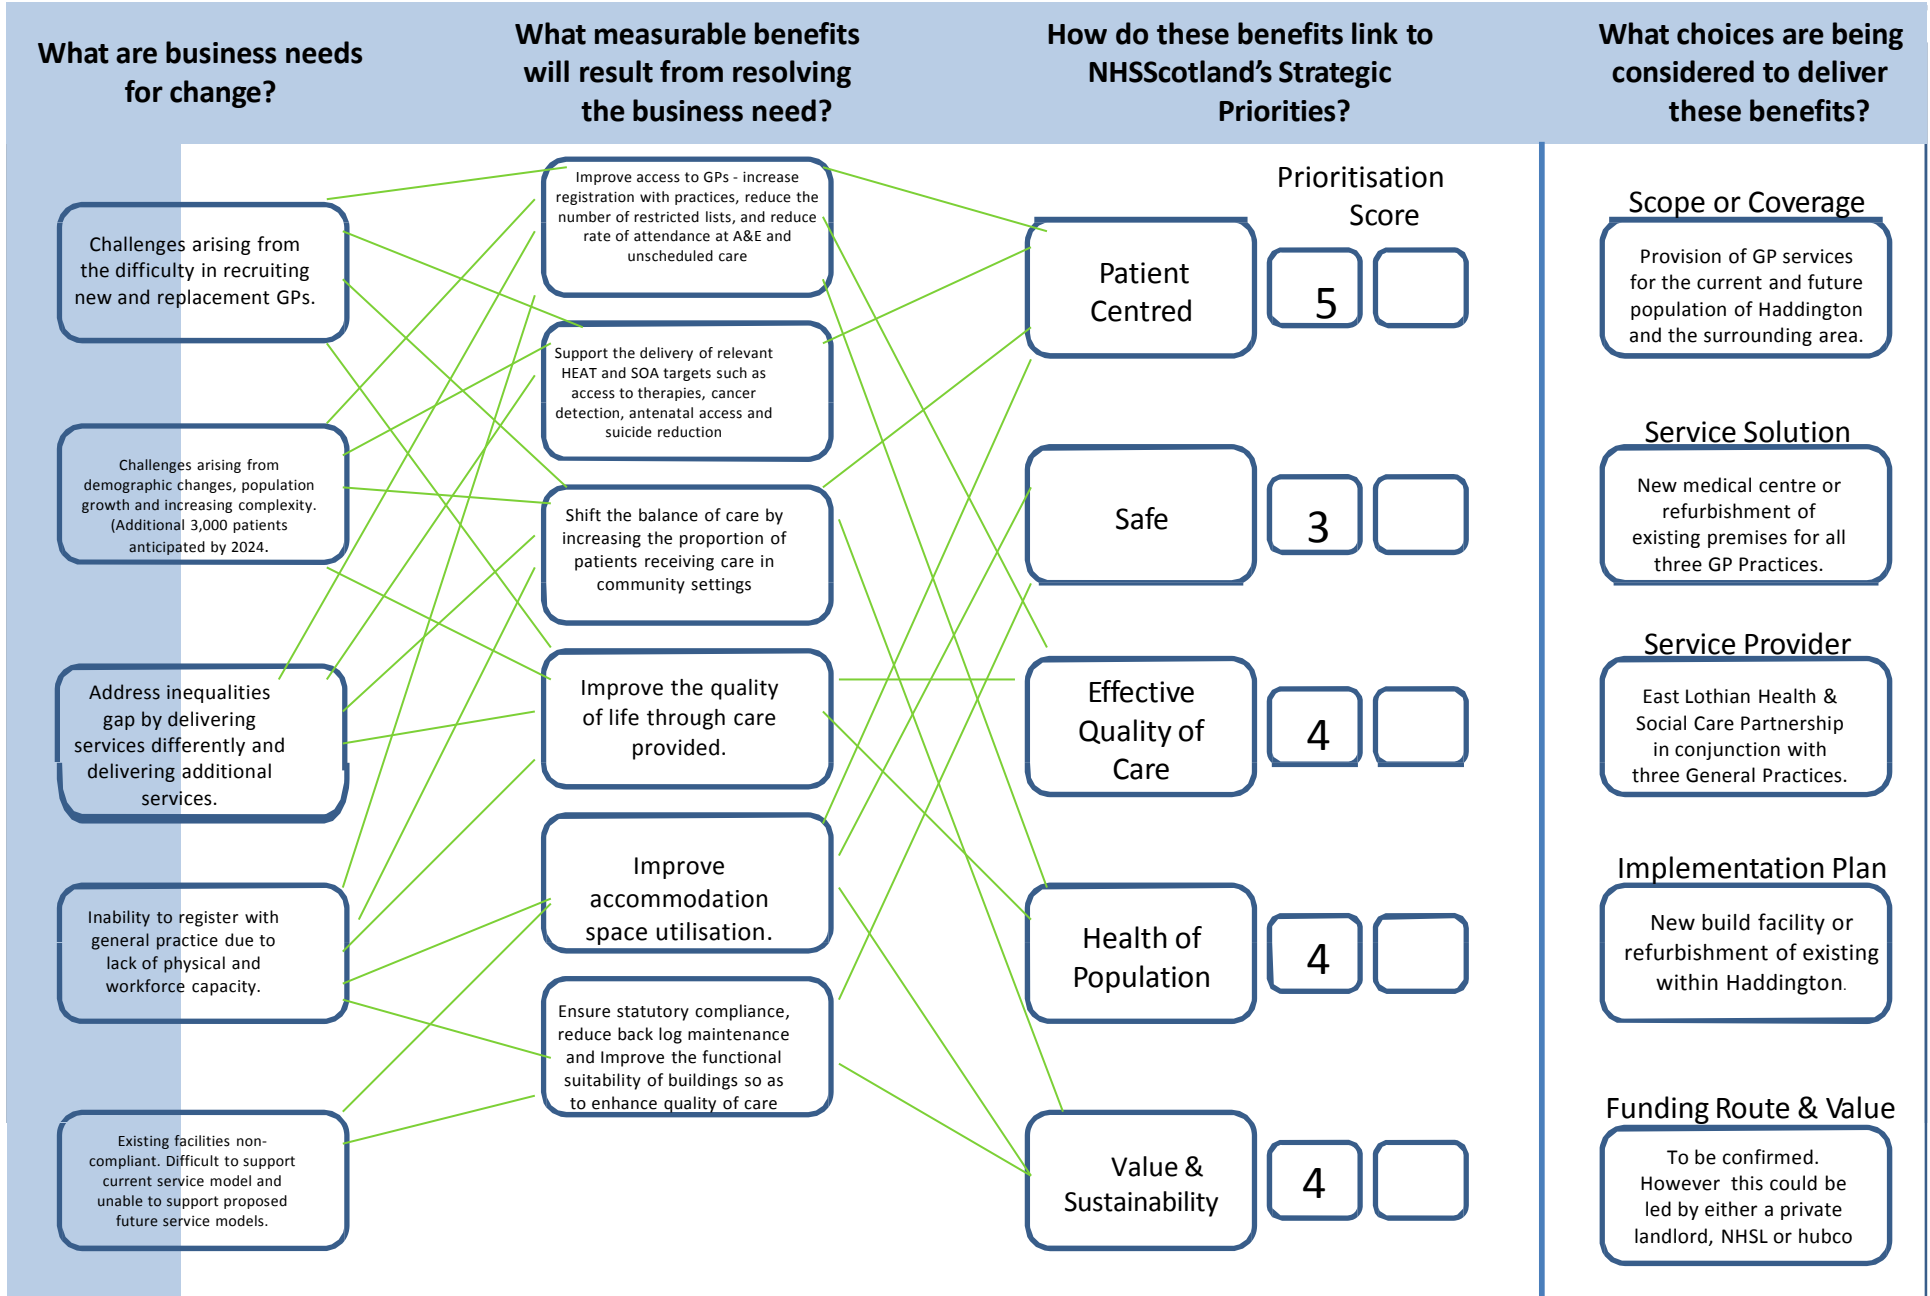 What are business needs
for change?
What measurable benefits
will result from resolving
the business need?
How do these benefits link to
NHSScotland's Strategic
Priorities?
What choices are being
considered to deliver
these benefits?
Challenges arising from
the difficulty in recruiting
new and replacement GPs.
Challenges arising from
demographic changes, population
growth and increasing complexity.
(Additional 3,000 patients
anticipated by 2024.
Address inequalities
gap by delivering
services differently and
delivering additional
services.
Inability to register with
general practice due to
lack of physical and
workforce capacity.
Existing facilities non-
compliant. Difficult to support
current service model and
unable to support proposed
future service models.
Improve access to GPs - increase
registration with practices, reduce the
number of restricted lists, and reduce
rate of attendance at A&E and
unscheduled care
Support the delivery of relevant
HEAT and SOA targets such as
access to therapies, cancer
detection, antenatal access and
suicide reduction
Shift the balance of care by
increasing the proportion of
patients receiving care in
community settings
Improve the quality
of life through care
provided.
Improve
accommodation
space utilisation.
Ensure statutory compliance,
reduce back log maintenance
and Improve the functional
suitability of buildings so as
to enhance quality of care
Prioritisation
Score
Patient
Centred
5
Safe
3
Effective
Quality of
Care
4
Health of
Population
4
Value &
Sustainability
4
Scope or Coverage
Provision of GP services
for the current and future
population of Haddington
and the surrounding area.
Service Solution
New medical centre or
refurbishment of
existing premises for all
three GP Practices.
Service Provider
East Lothian Health &
Social Care Partnership
in conjunction with
three General Practices.
Implementation Plan
New build facility or
refurbishment of existing
within Haddington.
Funding Route & Value
To be confirmed.
However this could be
led by either a private
landlord, NHSL or hubco